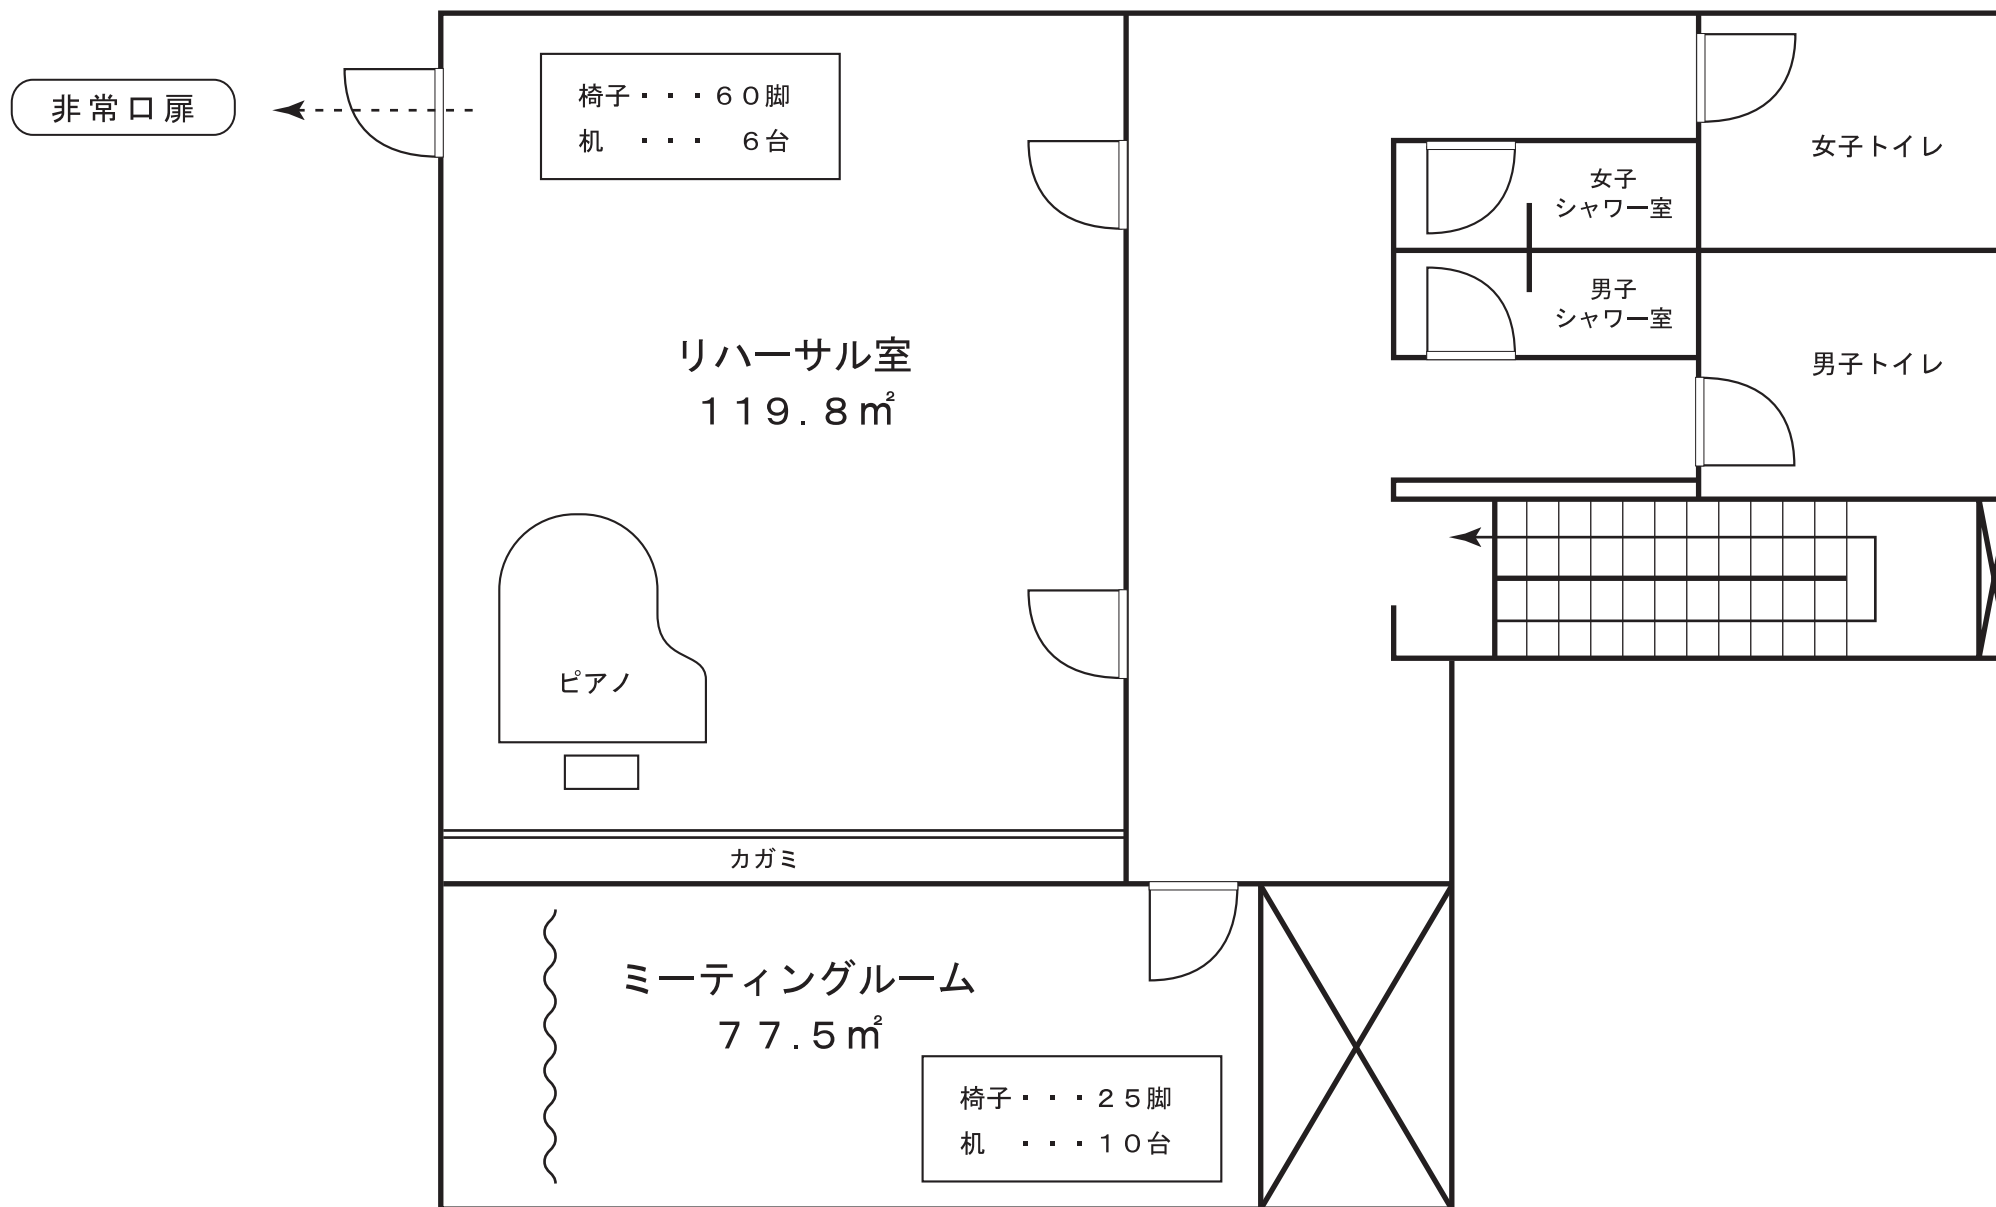 非常口扉
椅子・・・６０脚
机　・・・　６台
女子トイレ
女子
シャワー室
男子
シャワー室
リハーサル室
１１９.８㎡
男子トイレ
ピアノ
カガミ
ミーティングルーム
７７.５㎡
椅子・・・２５脚
机　・・・１０台